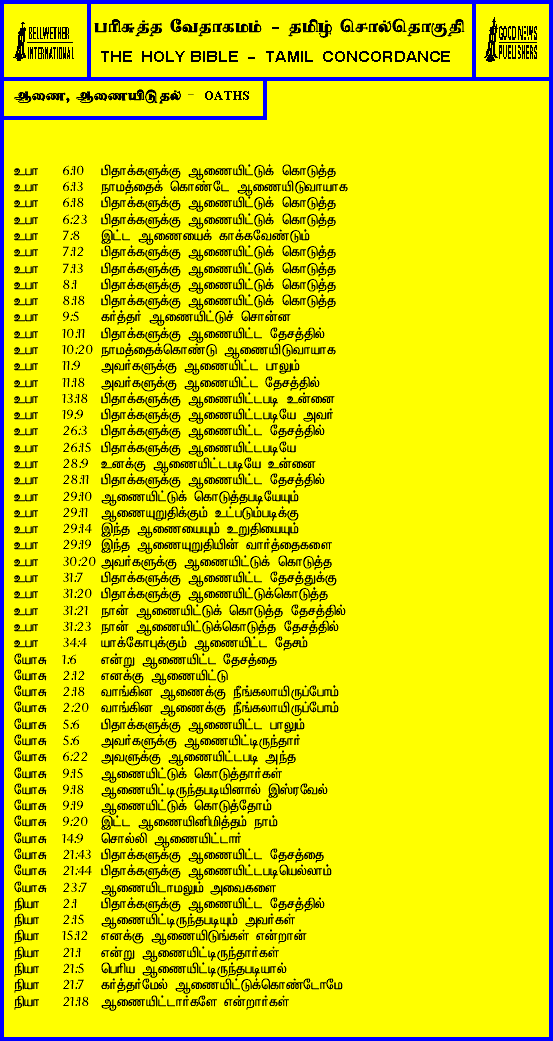 BELLWETHER
INTERNATIONAL
பரிசுத்த வேதாகமம் - தமிழ் சொல்தொகுதி
THE HOLY BIBLE - TAMIL CONCORDANCE
GOOD NEWS
PUBLISHERS
ஆணை, ஆணையிடுதல் - OATHS
உபா 6:10 பிதாக்களுக்கு ஆணையிட்டுக் கொடுத்த
உபா 6:13 நாமத்தைக் கொண்டே ஆணையிடுவாயாக
உபா 6:18 பிதாக்களுக்கு ஆணையிட்டுக் கொடுத்த
உபா 6:23 பிதாக்களுக்கு ஆணையிட்டுக் கொடுத்த
உபா 7:8 இட்ட ஆணையைக் காக்கவேண்டும்
உபா 7:12 பிதாக்களுக்கு ஆணையிட்டுக் கொடுத்த
உபா 7:13 பிதாக்களுக்கு ஆணையிட்டுக் கொடுத்த
உபா 8:1 பிதாக்களுக்கு ஆணையிட்டுக் கொடுத்த
உபா 8:18 பிதாக்களுக்கு ஆணையிட்டுக் கொடுத்த
உபா 9:5 கர்த்தர் ஆணையிட்டுச் சொன்ன
உபா 10:11 பிதாக்களுக்கு ஆணையிட்ட தேசத்தில்
உபா 10:20 நாமத்தைக்கொண்டு ஆணையிடுவாயாக
உபா 11:9 அவர்களுக்கு ஆணையிட்ட பாலும்
உபா 11:18 அவர்களுக்கு ஆணையிட்ட தேசத்தில்
உபா 13:18 பிதாக்களுக்கு ஆணையிட்டபடி உன்னை
உபா 19:9 பிதாக்களுக்கு ஆணையிட்டபடியே அவர்
உபா 26:3 பிதாக்களுக்கு ஆணையிட்ட தேசத்தில்
உபா 26:15 பிதாக்களுக்கு ஆணையிட்டபடியே
உபா 28:9 உனக்கு ஆணையிட்டபடியே உன்னை
உபா 28:11 பிதாக்களுக்கு ஆணையிட்ட தேசத்தில்
உபா 29:10 ஆணையிட்டுக் கொடுத்தபடியேயும்
உபா 29:11 ஆணையுறுதிக்கும் உட்படும்படிக்கு
உபா 29:14 இந்த ஆணையையும் உறுதியையும்
உபா 29:19 இந்த ஆணையுறுதியின் வார்த்தைகளை
உபா 30:20 அவர்களுக்கு ஆணையிட்டுக் கொடுத்த
உபா 31:7 பிதாக்களுக்கு ஆணையிட்ட தேசத்துக்கு
உபா 31:20 பிதாக்களுக்கு ஆணையிட்டுக்கொடுத்த
உபா 31:21 நான் ஆணையிட்டுக் கொடுத்த தேசத்தில்
உபா 31:23 நான் ஆணையிட்டுக்கொடுத்த தேசத்தில்
உபா 34:4 யாக்கோபுக்கும் ஆணையிட்ட தேசம்
யோசு 1:6 என்று ஆணையிட்ட தேசத்தை
யோசு 2:12 எனக்கு ஆணையிட்டு
யோசு 2:18 வாங்கின ஆணைக்கு நீங்கலாயிருப்போம்
யோசு 2:20 வாங்கின ஆணைக்கு நீங்கலாயிருப்போம்
யோசு 5:6 பிதாக்களுக்கு ஆணையிட்ட பாலும்
யோசு 5:6 அவர்களுக்கு ஆணையிட்டிருந்தார்
யோசு 6:22 அவளுக்கு ஆணையிட்டபடி அந்த
யோசு 9:15 ஆணையிட்டுக் கொடுத்தார்கள்
யோசு 9:18 ஆணையிட்டிருந்தபடியினால் இஸ்ரவேல்
யோசு 9:19 ஆணையிட்டுக் கொடுத்தோம்
யோசு 9:20 இட்ட ஆணையினிமித்தம் நாம்
யோசு 14:9 சொல்லி ஆணையிட்டார்
யோசு 21:43 பிதாக்களுக்கு ஆணையிட்ட தேசத்தை
யோசு 21:44 பிதாக்களுக்கு ஆணையிட்டபடியெல்லாம்
யோசு 23:7 ஆணையிடாமலும் அவைகளை
நியா 2:1 பிதாக்களுக்கு ஆணையிட்ட தேசத்தில்
நியா 2:15 ஆணையிட்டிருந்தபடியும் அவர்கள்
நியா 15:12 எனக்கு ஆணையிடுங்கள் என்றான்
நியா 21:1 என்று ஆணையிட்டிருந்தார்கள்
நியா 21:5 பெரிய ஆணையிட்டிருந்தபடியால்
நியா 21:7 கர்த்தர்மேல் ஆணையிட்டுக்கொண்டோமே
நியா 21:18 ஆணையிட்டார்களே என்றார்கள்